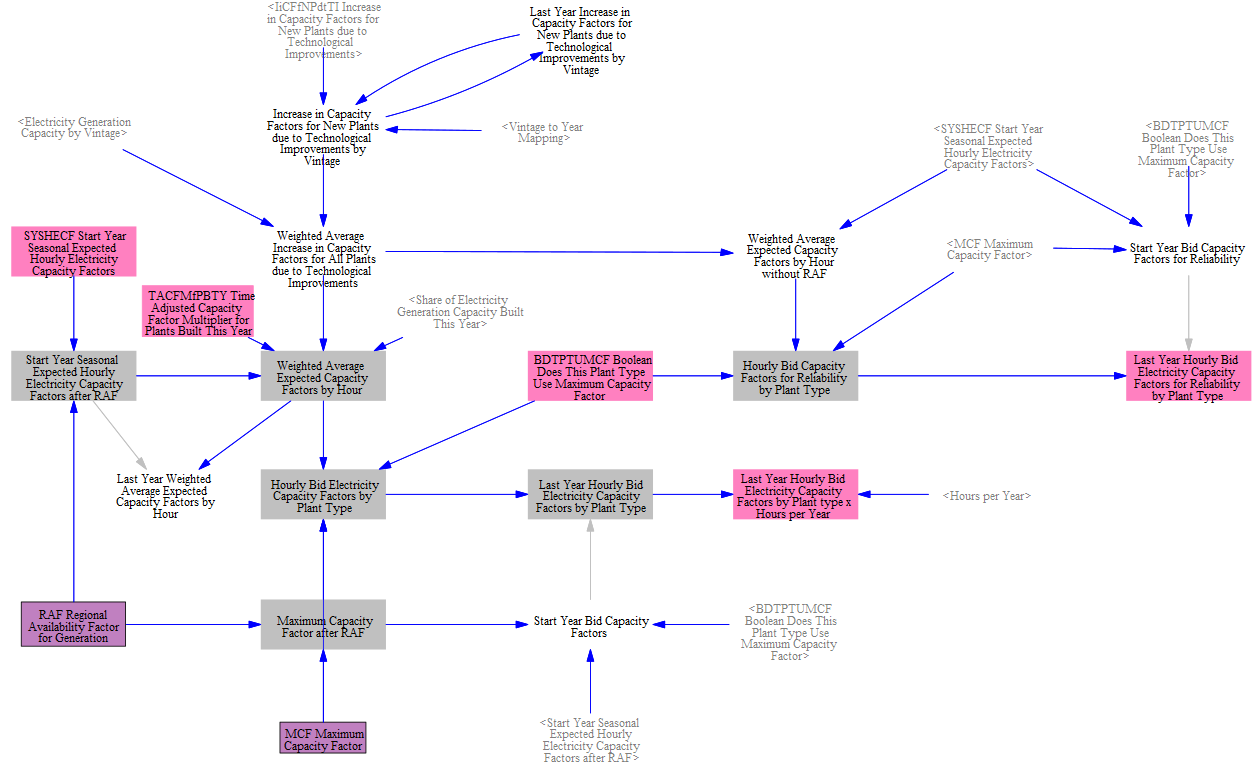 <IiCFfNPdtTI Increase
in Capacity Factors for
New Plants due to
Technological
Improvements>
Last Year Increase in
Capacity Factors for
New Plants due to
Technological
Improvements by
Vintage
<Electricity Generation
Capacity by Vintage>
Increase in Capacity
Factors for New Plants
due to Technological
Improvements by
Vintage
<Vintage to Year
Mapping>
<SYSHECF Start Year
Seasonal Expected
Hourly Electricity
Capacity Factors>
<BDTPTUMCF
Boolean Does This
Plant Type Use
Maximum Capacity
Factor>
SYSHECF Start Year
Seasonal Expected
Hourly Electricity
Capacity Factors
Weighted Average
Increase in Capacity
Factors for All Plants
due to Technological
Improvements
Weighted Average
Expected Capacity
Factors by Hour
without RAF
<MCF Maximum
Capacity Factor>
Start Year Bid Capacity
Factors for Reliability
TACFMfPBTY Time
Adjusted Capacity
Factor Multiplier for
Plants Built This Year
<Share of Electricity
Generation Capacity Built
This Year>
Start Year Seasonal
Expected Hourly
Electricity Capacity
Factors after RAF
Weighted Average
Expected Capacity
Factors by Hour
BDTPTUMCF Boolean
Does This Plant Type
Use Maximum Capacity
Factor
Hourly Bid Capacity
Factors for Reliability
by Plant Type
Last Year Hourly Bid
Electricity Capacity
Factors for Reliability
by Plant Type
Last Year Weighted
Average Expected
Capacity Factors by
Hour
Hourly Bid Electricity
Capacity Factors by
Plant Type
Last Year Hourly Bid
Electricity Capacity
Factors by Plant Type
Last Year Hourly Bid
Electricity Capacity
Factors by Plant type x
Hours per Year
<Hours per Year>
RAF Regional
Availability Factor
for Generation
Maximum Capacity
Factor after RAF
Start Year Bid Capacity
Factors
<BDTPTUMCF
Boolean Does This
Plant Type Use
Maximum Capacity
Factor>
MCF Maximum
Capacity Factor
<Start Year Seasonal
Expected Hourly
Electricity Capacity
Factors after RAF>